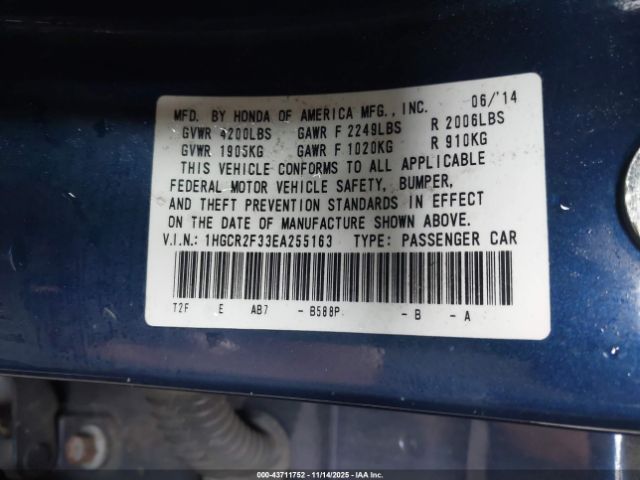 MFD. BY HONDA OF AMERICA MFG., INC. 06/'14
GVWR 4200LBS GAWR F 2249LBS R 2006LBS
GVWR 1905KG GAWR F 1020KG R 910KG
THIS VEHICLE CONFORMS TO ALL APPLICABLE
FEDERAL MOTOR VEHICLE SAFETY, BUMPER,
AND THEFT PREVENTION STANDARDS IN EFFECT
ON THE DATE OF MANUFACTURE SHOWN ABOVE.
V.I.N.: 1HGCR2F33EA255163 TYPE: PASSENGER CAR
T2F E AB7 - B588P - B - A
000-43711752 | 11/14/2025 | IAA Inc.